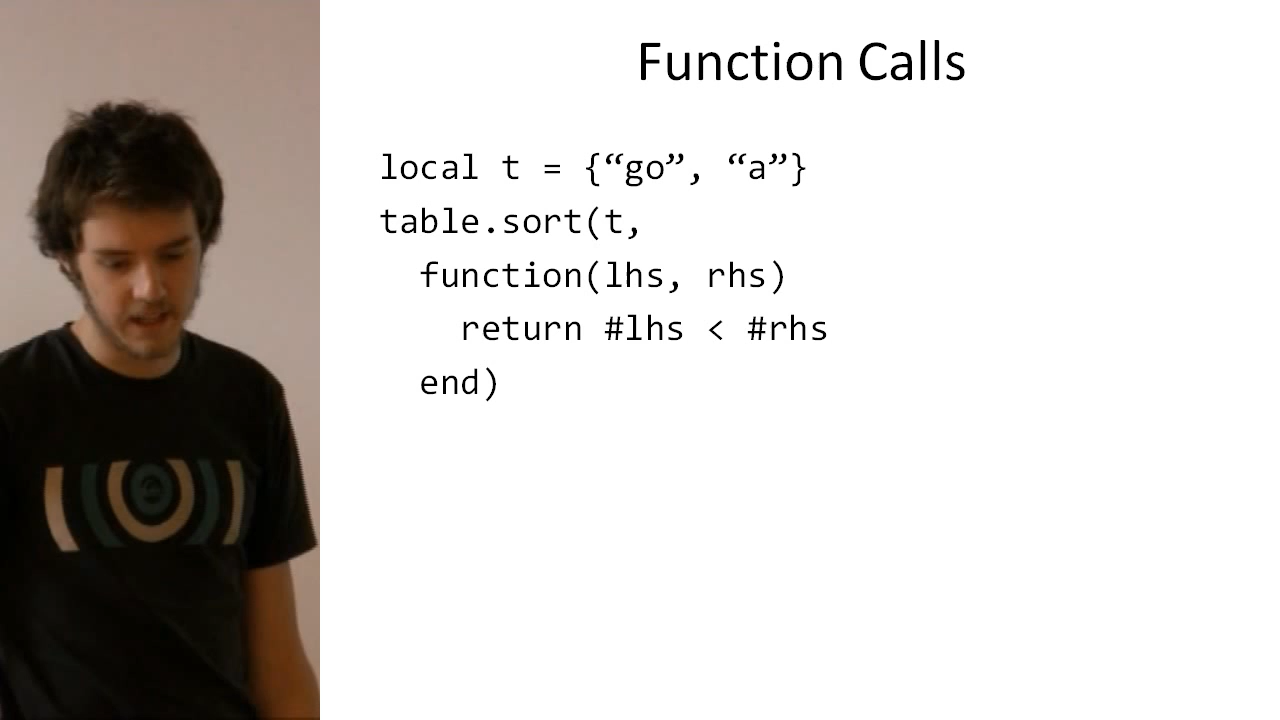 Function Calls
local t = {“go”, “a”}
table.sort(t,
function(lhs, rhs)
return #lhs < #rhs
end)